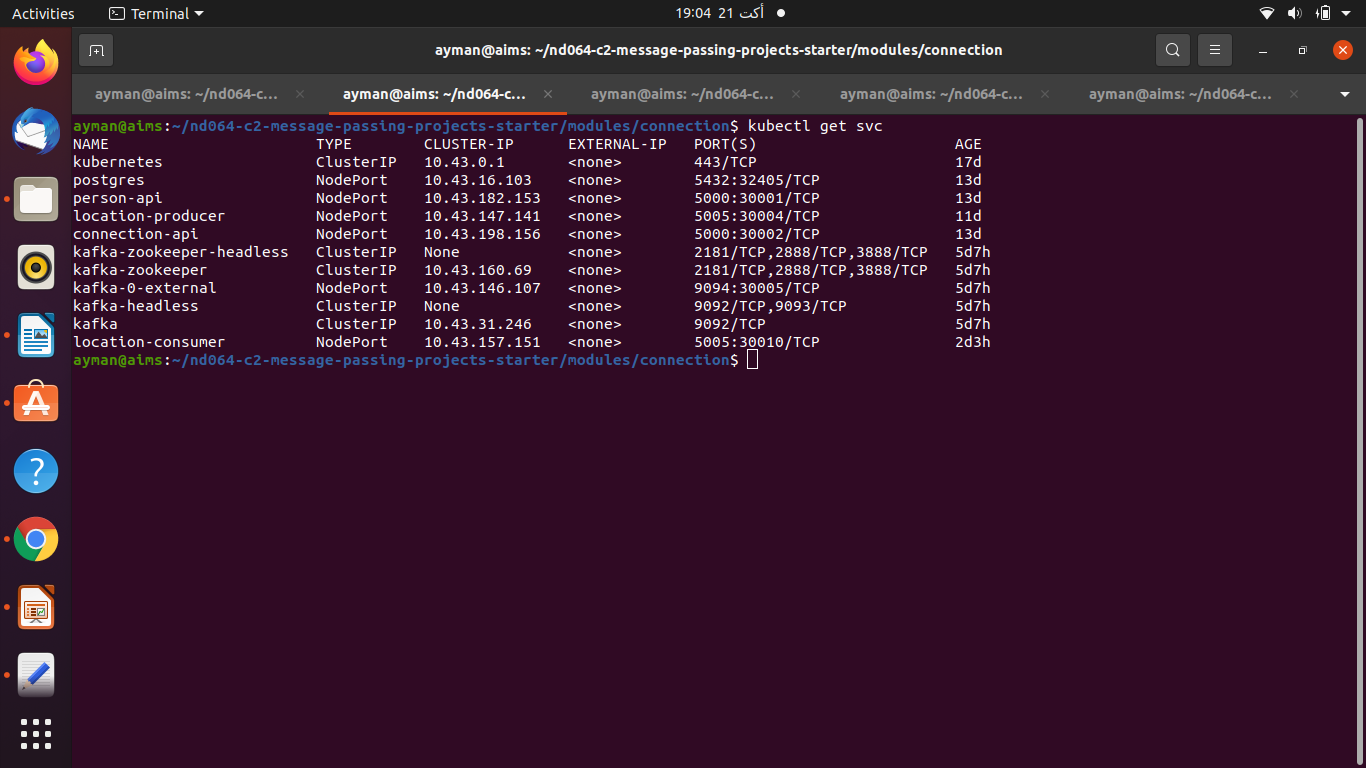 Activities Terminal 19:04 21 أكت
ayman@aims: ~/nd064-c2-message-passing-projects-starter/modules/connection
ayman@aims: ~/nd064-c... ayman@aims: ~/nd064-c... ayman@aims: ~/nd064-c... ayman@aims: ~/nd064-c... ayman@aims: ~/nd064-c...
ayman@aims:~/nd064-c2-message-passing-projects-starter/modules/connection$ kubectl get svc
NAME TYPE CLUSTER-IP EXTERNAL-IP PORT(S) AGE
kubernetes ClusterIP 10.43.0.1 <none> 443/TCP 17d
postgres NodePort 10.43.16.103 <none> 5432:32405/TCP 13d
person-api NodePort 10.43.182.153 <none> 5000:30001/TCP 13d
location-producer NodePort 10.43.147.141 <none> 5005:30004/TCP 11d
connection-api NodePort 10.43.198.156 <none> 5000:30002/TCP 13d
kafka-zookeeper-headless ClusterIP None <none> 2181/TCP,2888/TCP,3888/TCP 5d7h
kafka-zookeeper ClusterIP 10.43.160.69 <none> 2181/TCP,2888/TCP,3888/TCP 5d7h
kafka-0-external NodePort 10.43.146.107 <none> 9094:30005/TCP 5d7h
kafka-headless ClusterIP None <none> 9092/TCP,9093/TCP 5d7h
kafka ClusterIP 10.43.31.246 <none> 9092/TCP 5d7h
location-consumer NodePort 10.43.157.151 <none> 5005:30010/TCP 2d3h
ayman@aims:~/nd064-c2-message-passing-projects-starter/modules/connection$